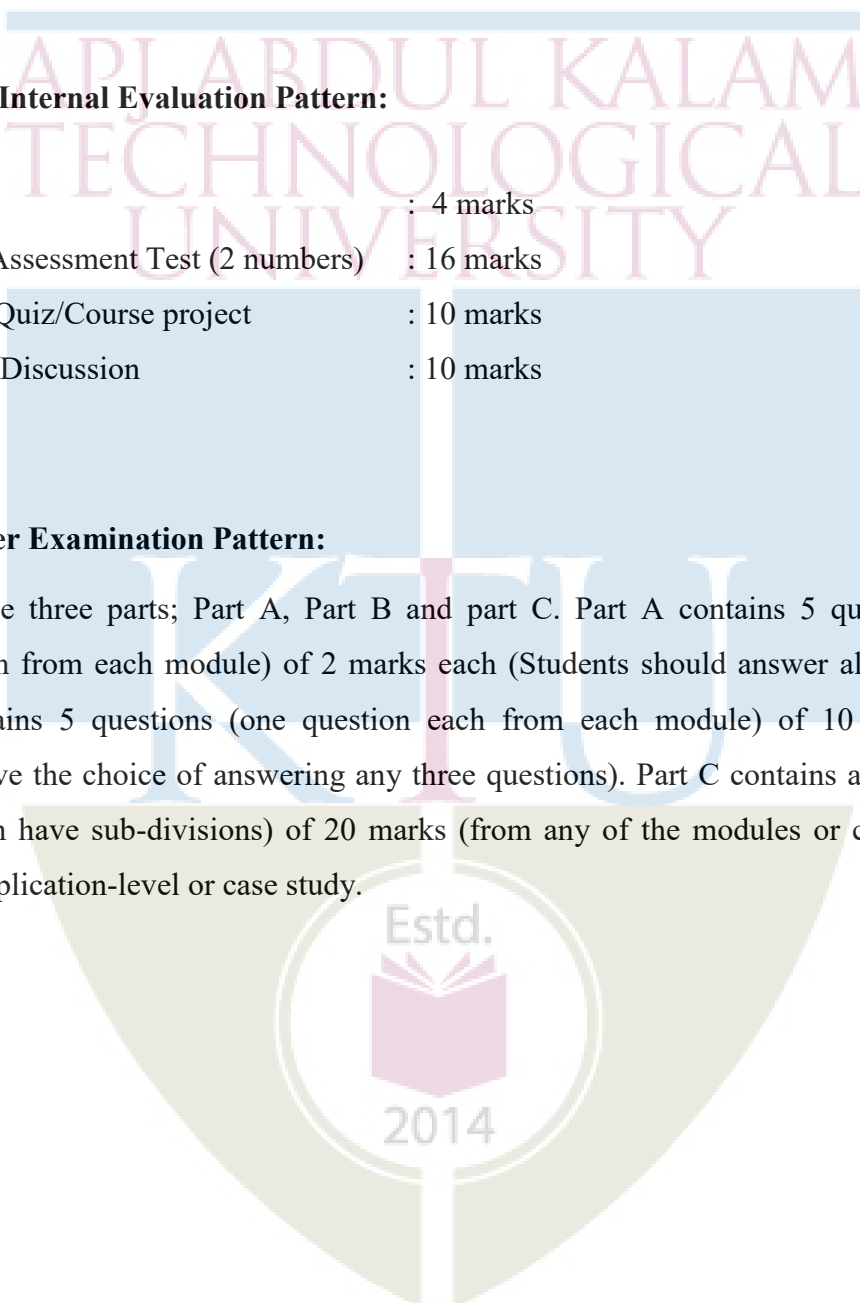 APJ ABDUL KALAM
TECHNOLOGICAL
UNIVERSITY
Internal Evaluation Pattern:
: 4 marks
Assessment Test (2 numbers) : 16 marks
Quiz/Course project : 10 marks
Discussion : 10 marks
er Examination Pattern:
e three parts; Part A, Part B and part C. Part A contains 5 qu
n from each module) of 2 marks each (Students should answer al
ains 5 questions (one question each from each module) of 10
ve the choice of answering any three questions). Part C contains a
n have sub-divisions) of 20 marks (from any of the modules or c
plication-level or case study.
KTU
Estd.
2014